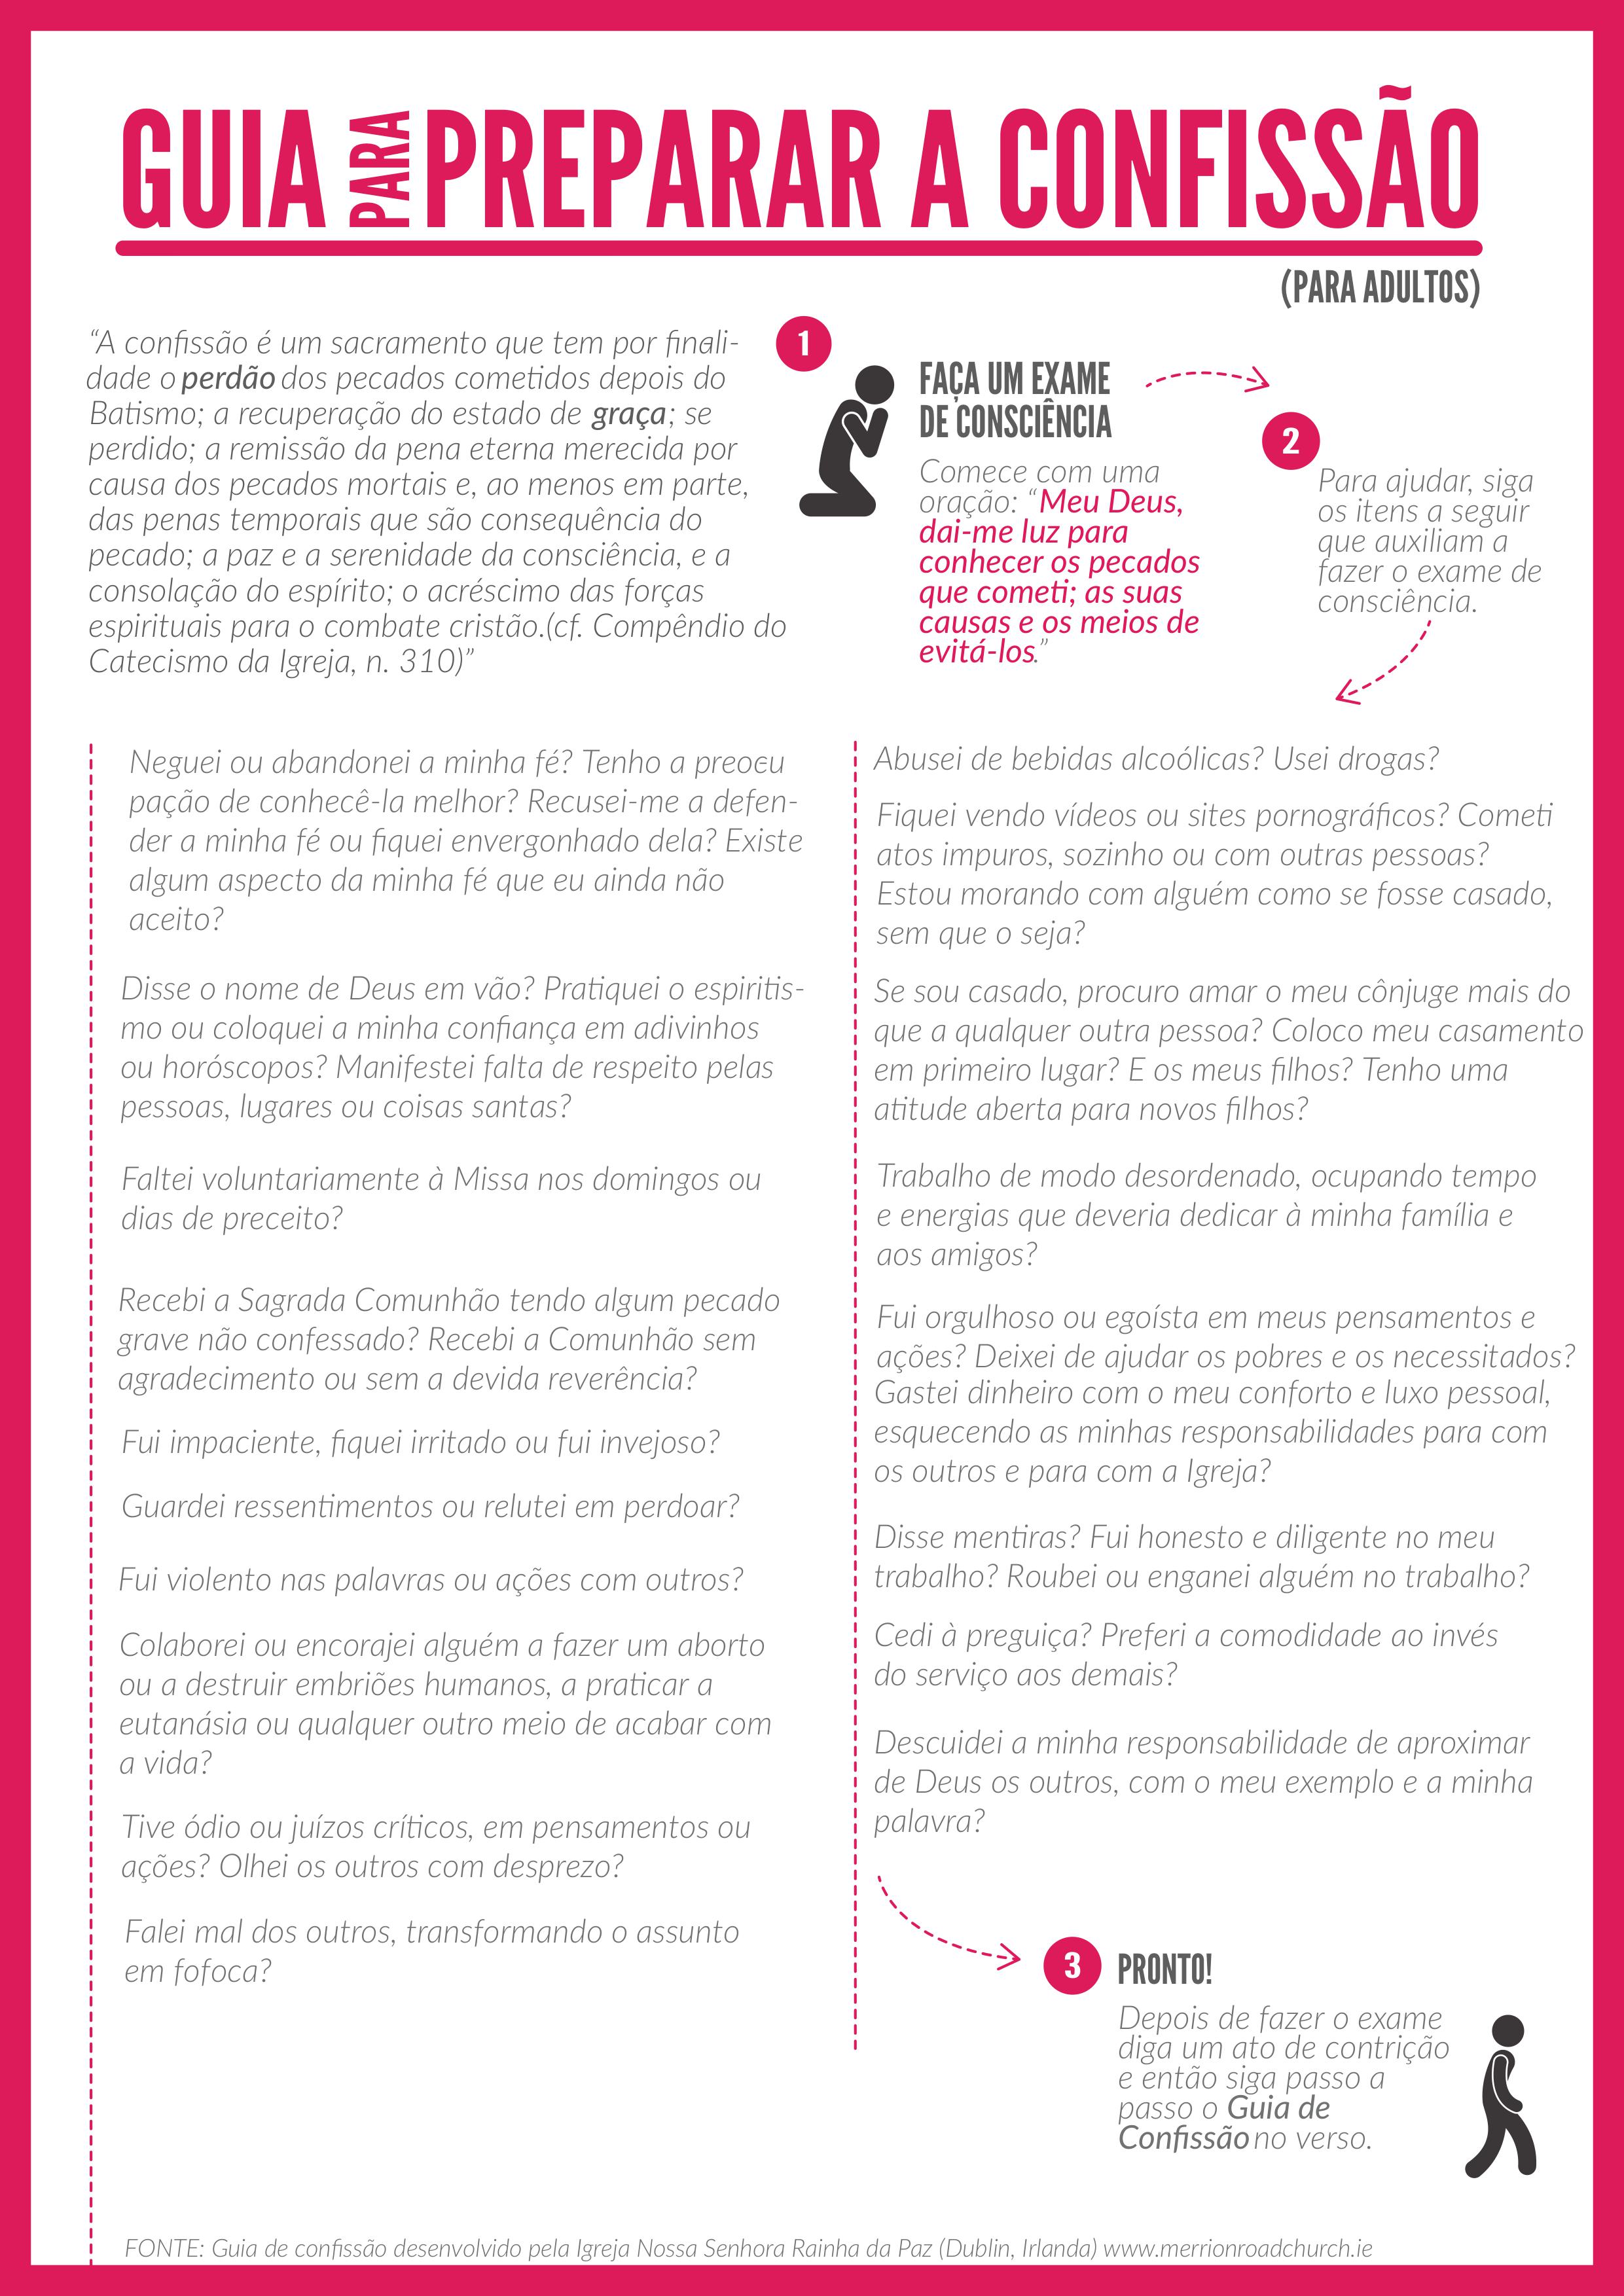 GUIA PARA PREPARAR A CONFISSÃO
(PARA ADULTOS)
“A confissão é um sacramento que tem por finali-
dade o perdão dos pecados cometidos depois do
Batismo; a recuperação do estado de graça; se
perdido; a remissão da pena eterna merecida por
causa dos pecados mortais e, ao menos em parte,
das penas temporais que são consequência do
pecado; a paz e a serenidade da consciência, e a
consolação do espírito; o acréscimo das forças
espirituais para o combate cristão.(cf. Compêndio do
Catecismo da Igreja, n. 310)”
1
FAÇA UM EXAME
DE CONSCIÊNCIA
Comece com uma
oração: “Meu Deus,
dai-me luz para
conhecer os pecados
que cometi; as suas
causas e os meios de
evitá-los.”
2
Para ajudar, siga
os itens a seguir
que auxiliam a
fazer o exame de
consciência.
Neguei ou abandonei a minha fé? Tenho a preocu
pação de conhecê-la melhor? Recusei-me a defen-
der a minha fé ou fiquei envergonhado dela? Existe
algum aspecto da minha fé que eu ainda não
aceito?
Disse o nome de Deus em vão? Pratiquei o espiritis-
mo ou coloquei a minha confiança em adivinhos
ou horóscopos? Manifestei falta de respeito pelas
pessoas, lugares ou coisas santas?
Faltei voluntariamente à Missa nos domingos ou
dias de preceito?
Recebi a Sagrada Comunhão tendo algum pecado
grave não confessado? Recebi a Comunhão sem
agradecimento ou sem a devida reverência?
Fui impaciente, fiquei irritado ou fui invejoso?
Guardei ressentimentos ou relutei em perdoar?
Fui violento nas palavras ou ações com outros?
Colaborei ou encorajei alguém a fazer um aborto
ou a destruir embriões humanos, a praticar a
eutanásia ou qualquer outro meio de acabar com
a vida?
Tive ódio ou juízos críticos, em pensamentos ou
ações? Olhei os outros com desprezo?
Falei mal dos outros, transformando o assunto
em fofoca?
Abusei de bebidas alcoólicas? Usei drogas?
Fiquei vendo vídeos ou sites pornográficos? Cometi
atos impuros, sozinho ou com outras pessoas?
Estou morando com alguém como se fosse casado,
sem que o seja?
Se sou casado, procuro amar o meu cônjuge mais do
que a qualquer outra pessoa? Coloco meu casamento
em primeiro lugar? E os meus filhos? Tenho uma
atitude aberta para novos filhos?
Trabalho de modo desordenado, ocupando tempo
e energias que deveria dedicar à minha família e
aos amigos?
Fui orgulhoso ou egoísta em meus pensamentos e
ações? Deixei de ajudar os pobres e os necessitados?
Gastei dinheiro com o meu conforto e luxo pessoal,
esquecendo as minhas responsabilidades para com
os outros e para com a Igreja?
Disse mentiras? Fui honesto e diligente no meu
trabalho? Roubei ou enganei alguém no trabalho?
Cedi à preguiça? Preferi a comodidade ao invés
do serviço aos demais?
Descuidei a minha responsabilidade de aproximar
de Deus os outros, com o meu exemplo e a minha
palavra?
3
PRONTO!
Depois de fazer o exame
diga um ato de contrição
e então siga passo a
passo o Guia de
Confissão no verso.
FONTE: Guia de confissão desenvolvido pela Igreja Nossa Senhora Rainha da Paz (Dublin, Irlanda) www.merrionroadchurch.ie